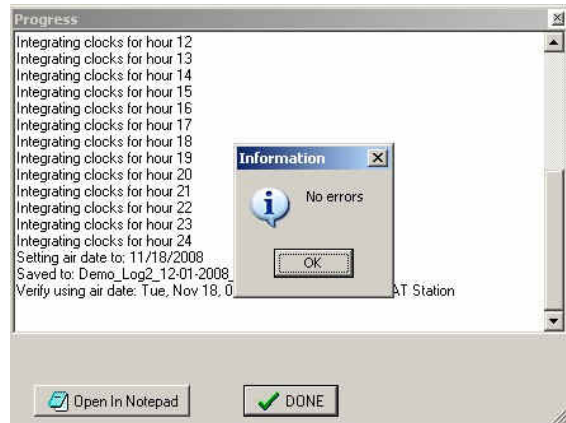 Progress
Integrating clocks for hour 12
Integrating clocks for hour 13
Integrating clocks for hour 14
Integrating clocks for hour 15
Integrating clocks for hour 16
Integrating clocks for hour 17
Integrating clocks for hour 18
Integrating clocks for hour 19
Integrating clocks for hour 20
Integrating clocks for hour 21
Integrating clocks for hour 22
Integrating clocks for hour 23
Integrating clocks for hour 24
Setting air date to: 11/18/2008
Saved to: Demo_Log2_12-01-2008_
Verify using air date: Tue, Nov 18, 0 AT Station
Information
No errors
OK
Open In Notepad
DONE